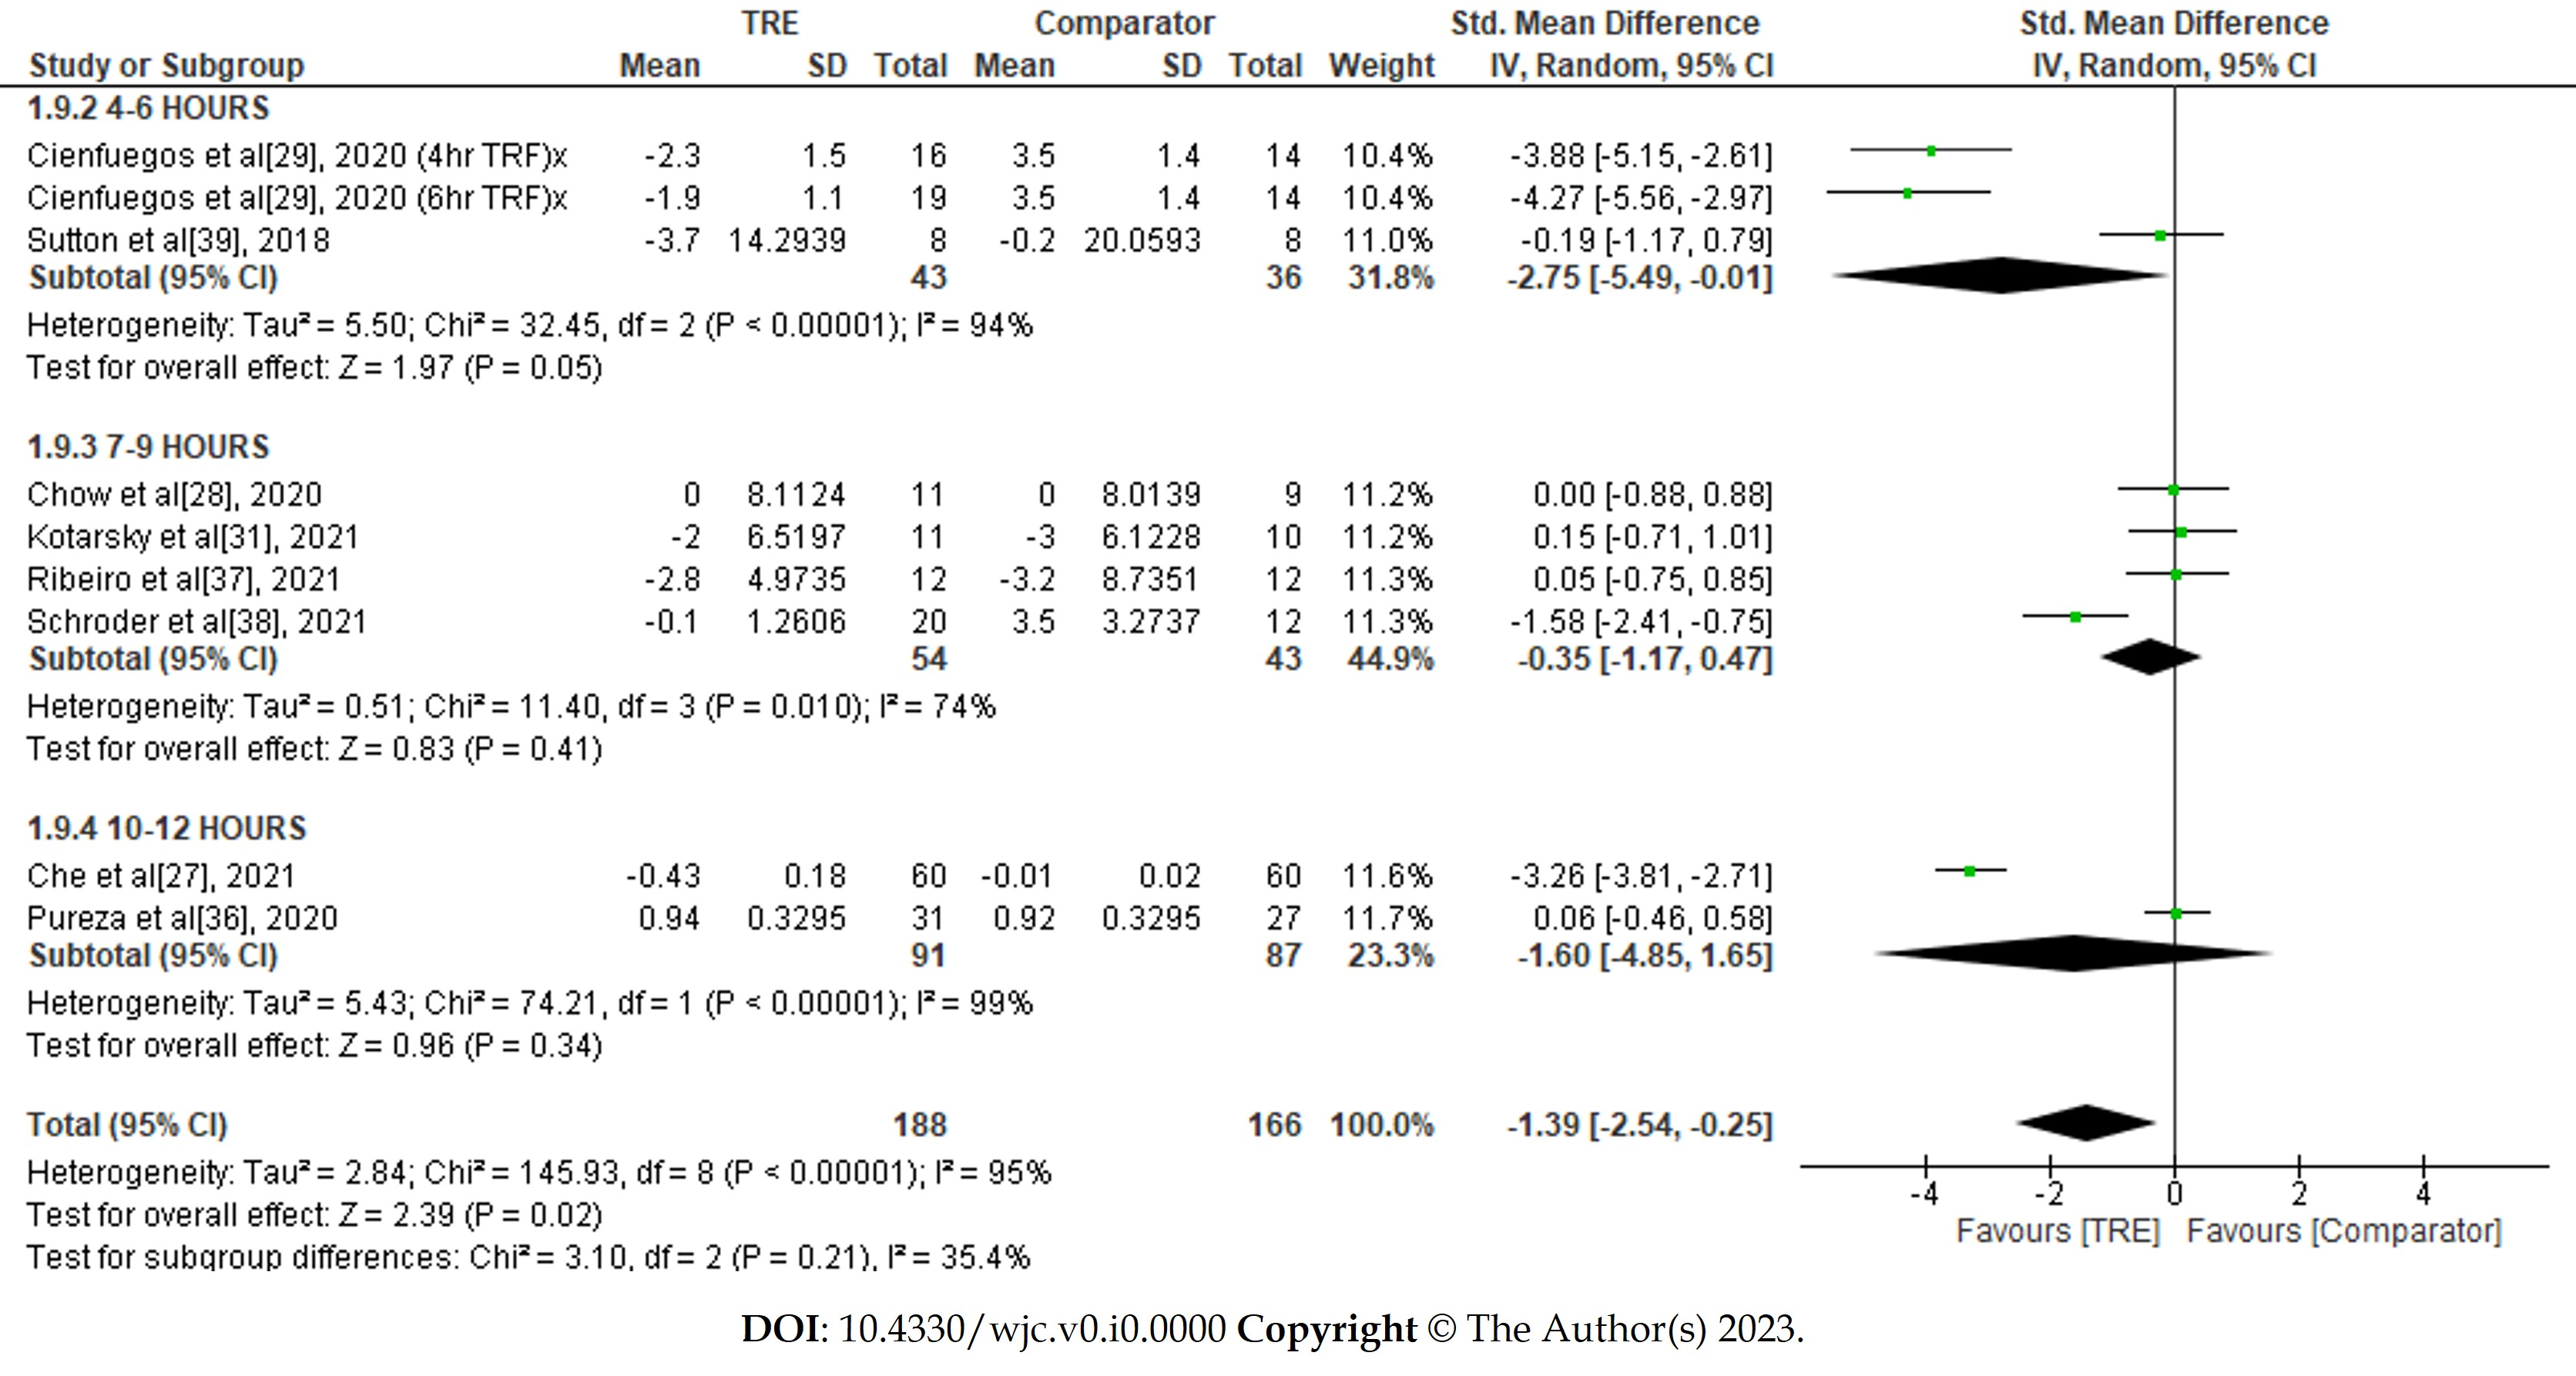 TRE Comparator Std. Mean Difference Std. Mean Difference
Study or Subgroup Mean SD Total Mean SD Total Weight IV, Random, 95% CI IV, Random, 95% CI
1.9.2 4-6 HOURS
Cienfuegos et al[29], 2020 (4hr TRF)x -2.3 1.5 16 3.5 1.4 14 10.4% -3.88 [-5.15, -2.61]
Cienfuegos et al[29], 2020 (6hr TRF)x -1.9 1.1 19 3.5 1.4 14 10.4% -4.27 [-5.56, -2.97]
Sutton et al[39], 2018 -3.7 14.2939 8 -0.2 20.0593 8 11.0% -0.19 [-1.17, 0.79]
Subtotal (95% CI) 43 36 31.8% -2.75 [-5.49, -0.01]
Heterogeneity: Tau² = 5.50; Chi² = 32.45, df = 2 (P < 0.00001); I² = 94%
Test for overall effect: Z = 1.97 (P = 0.05)
1.9.3 7-9 HOURS
Chow et al[28], 2020 0 8.1124 11 0 8.0139 9 11.2% 0.00 [-0.88, 0.88]
Kotarsky et al[31], 2021 -2 6.5197 11 -3 6.1228 10 11.2% 0.15 [-0.71, 1.01]
Ribeiro et al[37], 2021 -2.8 4.9735 12 -3.2 8.7351 12 11.3% 0.05 [-0.75, 0.85]
Schroder et al[38], 2021 -0.1 1.2606 20 3.5 3.2737 12 11.3% -1.58 [-2.41, -0.75]
Subtotal (95% CI) 54 43 44.9% -0.35 [-1.17, 0.47]
Heterogeneity: Tau² = 0.51; Chi² = 11.40, df = 3 (P = 0.010); I² = 74%
Test for overall effect: Z = 0.83 (P = 0.41)
1.9.4 10-12 HOURS
Che et al[27], 2021 -0.43 0.18 60 -0.01 0.02 60 11.6% -3.26 [-3.81, -2.71]
Pureza et al[36], 2020 0.94 0.3295 31 0.92 0.3295 27 11.7% 0.06 [-0.46, 0.58]
Subtotal (95% CI) 91 87 23.3% -1.60 [-4.85, 1.65]
Heterogeneity: Tau² = 5.43; Chi² = 74.21, df = 1 (P < 0.00001); I² = 99%
Test for overall effect: Z = 0.96 (P = 0.34)
Total (95% CI) 188 166 100.0% -1.39 [-2.54, -0.25]
Heterogeneity: Tau² = 2.84; Chi² = 145.93, df = 8 (P < 0.00001); I² = 95%
Test for overall effect: Z = 2.39 (P = 0.02)
Test for subgroup differences: Chi² = 3.10, df = 2 (P = 0.21), I² = 35.4%
-4 -2 0 2 4
Favours [TRE] Favours [Comparator]
DOI: 10.4330/wjc.v0.i0.0000 Copyright © The Author(s) 2023.